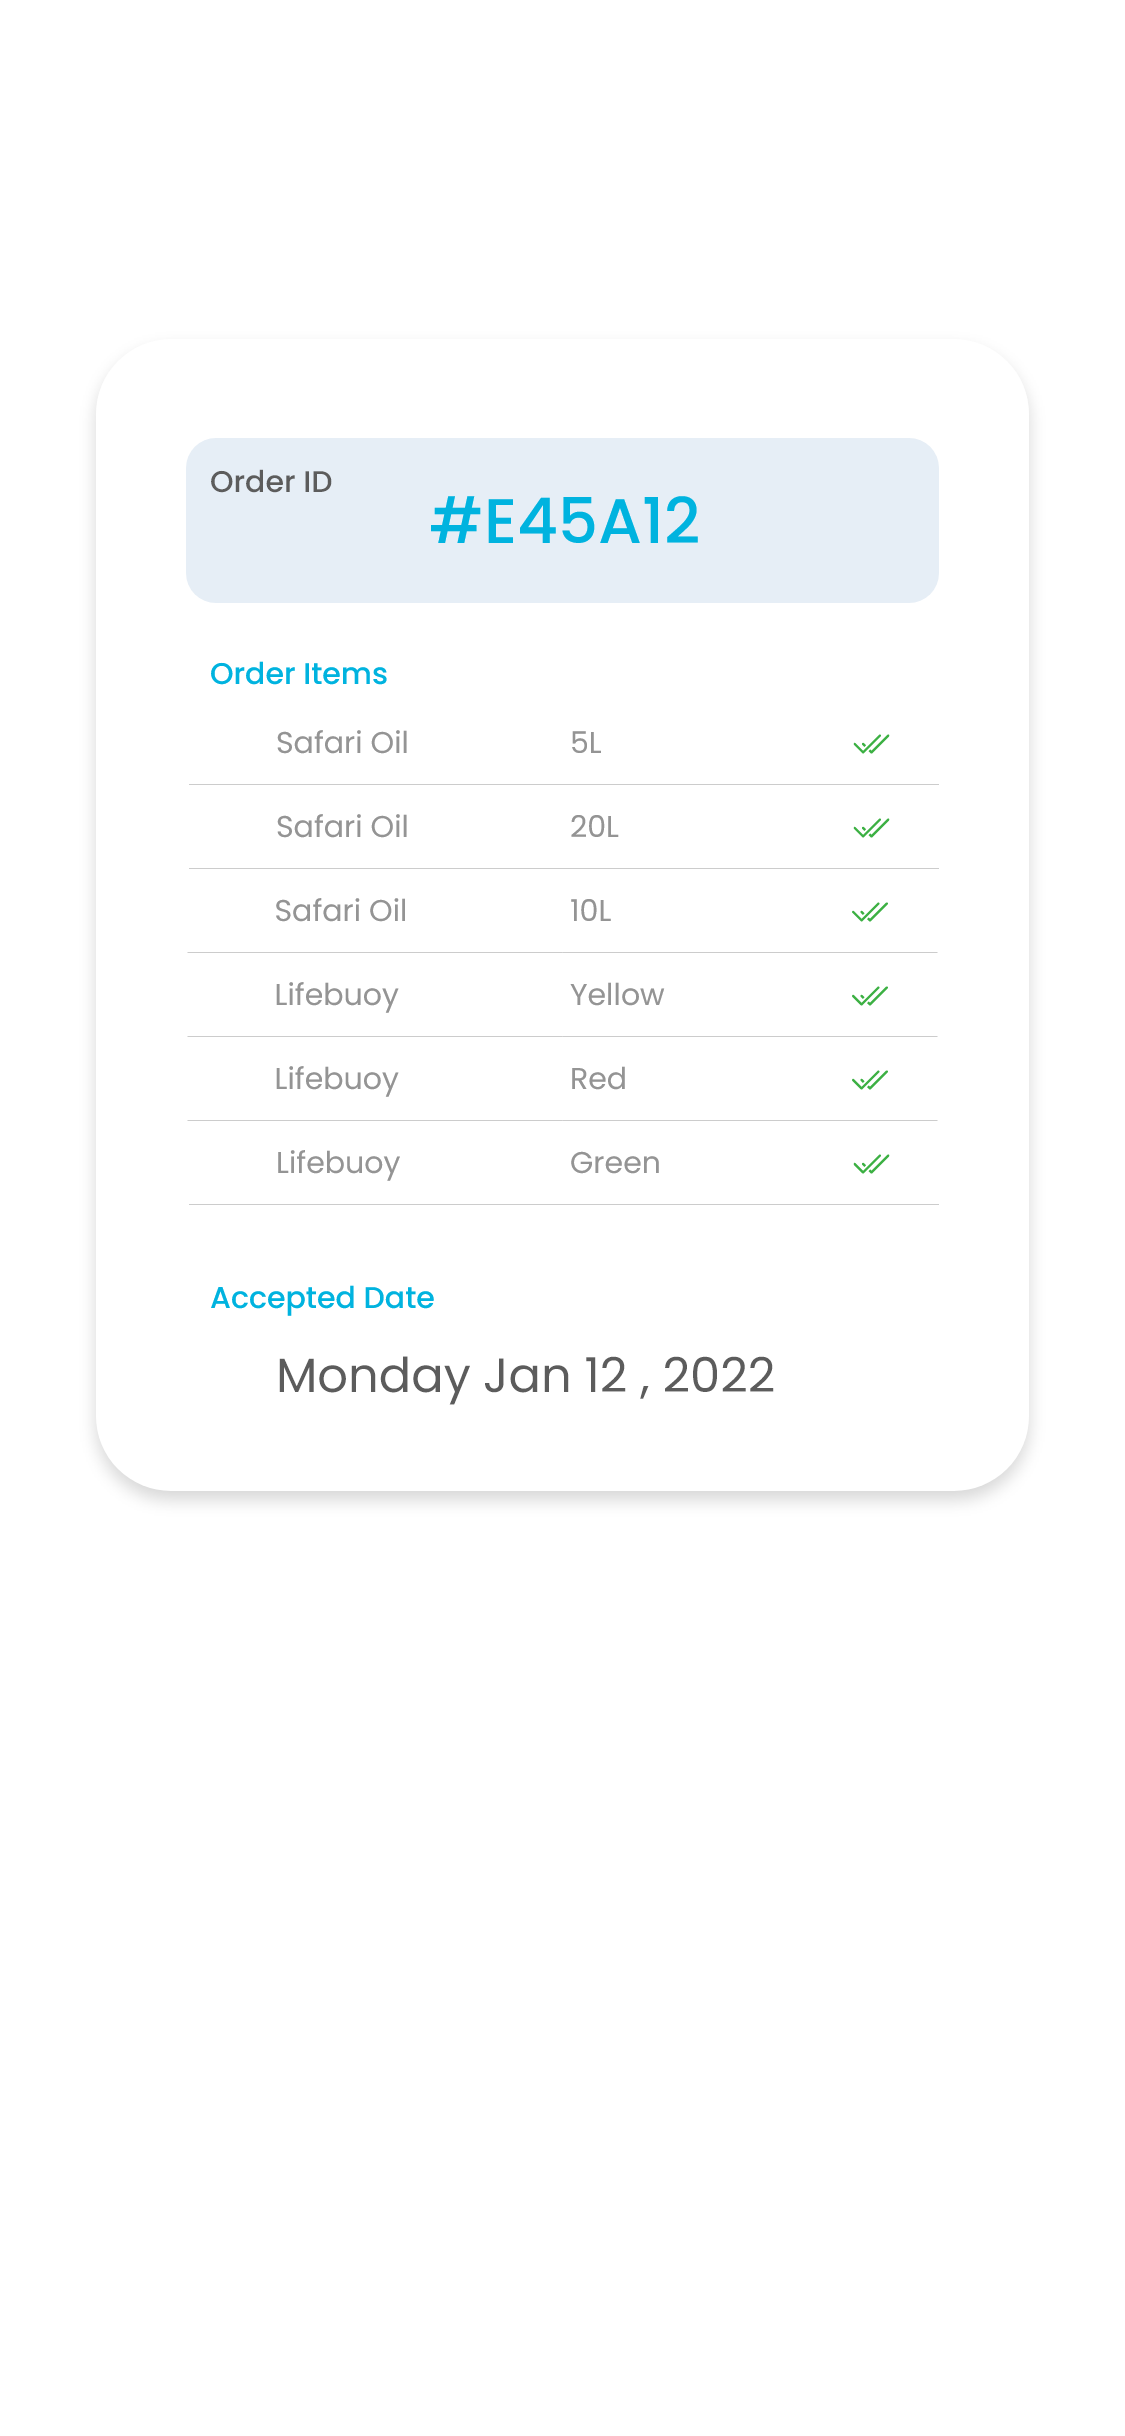 Order ID
#E45A12
Order Items
Safari Oil 5L
Safari Oil 20L
Safari Oil 10L
Lifebuoy Yellow
Lifebuoy Red
Lifebuoy Green
Accepted Date
Monday Jan 12 , 2022